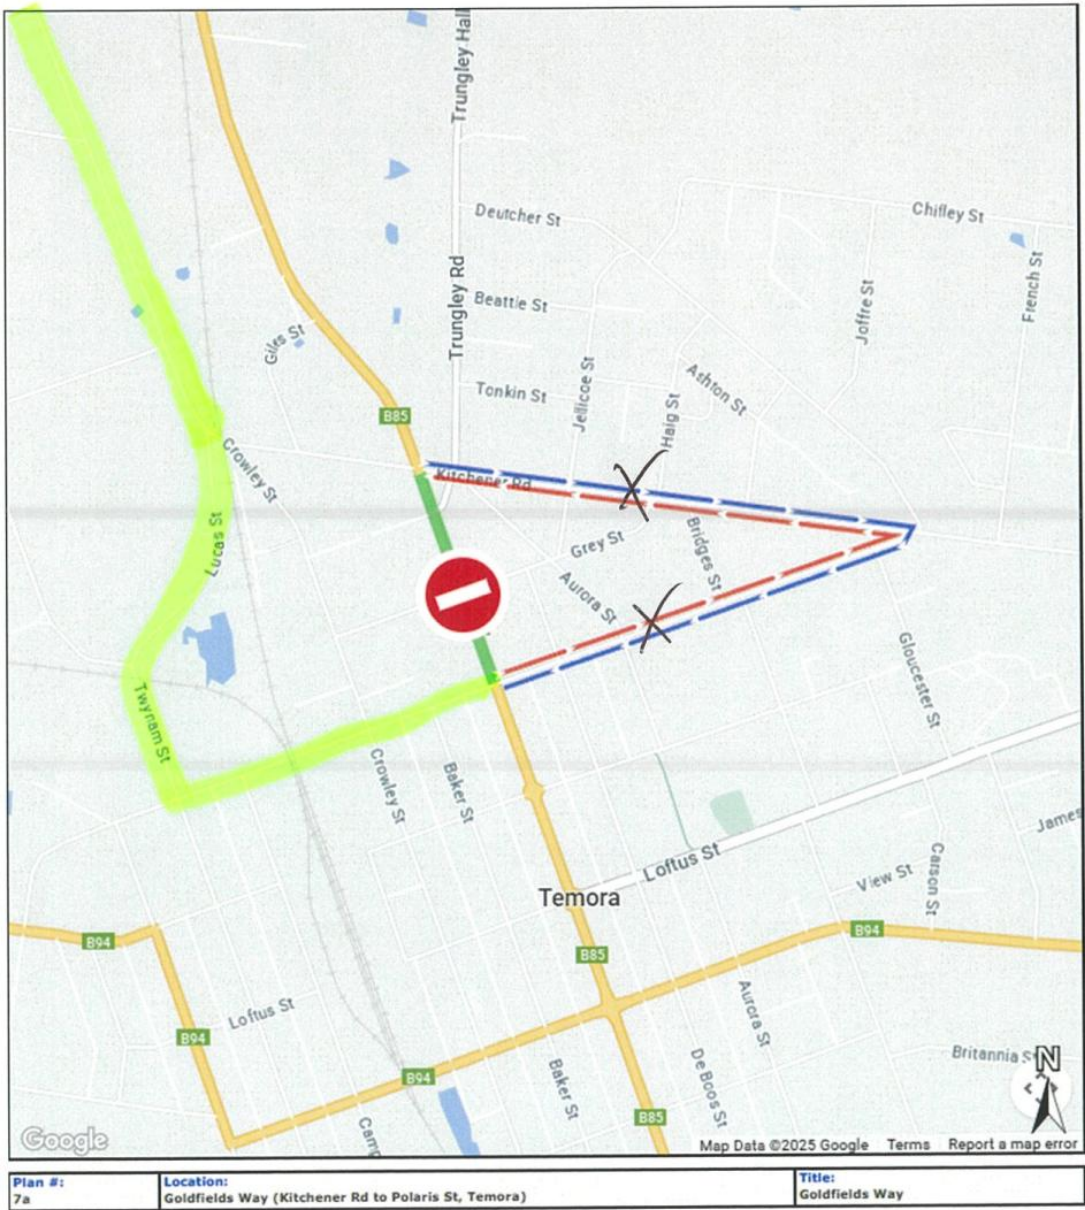 Trungley Hall
Deutcher St
Chifley St
French St
Trungley Rd
Beattie St
Joffre St
Giles St
Tonkin St
Jellicoe St
Ashton St
Haig St
B85
Crowley St
Kitchener Rd
Lucas St
Grey St
Bridges St
Aurora St
Gloucester St
Twynam St
Crowley St
Baker St
Loftus St
James
View St
Carson St
Temora
B94
B94
B85
Loftus St
B94
Aurora St
Britannia S
N
B94
Baker St
De Boos St
B85
Camp
Google
Map Data ©2025 Google Terms Report a map error
Plan #: Location: Title:
7a Goldfields Way (Kitchener Rd to Polaris St, Temora) Goldfields Way